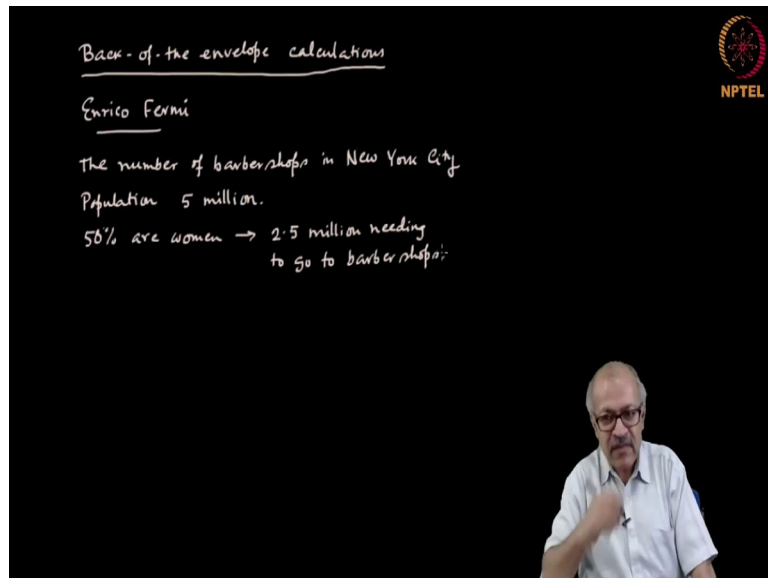 Back-of-the envelope calculations
NPTEL
Enrico Fermi
The number of barbershops in New York City
Population 5 million.
50% are women → 2.5 million needing
to go to barbershops.